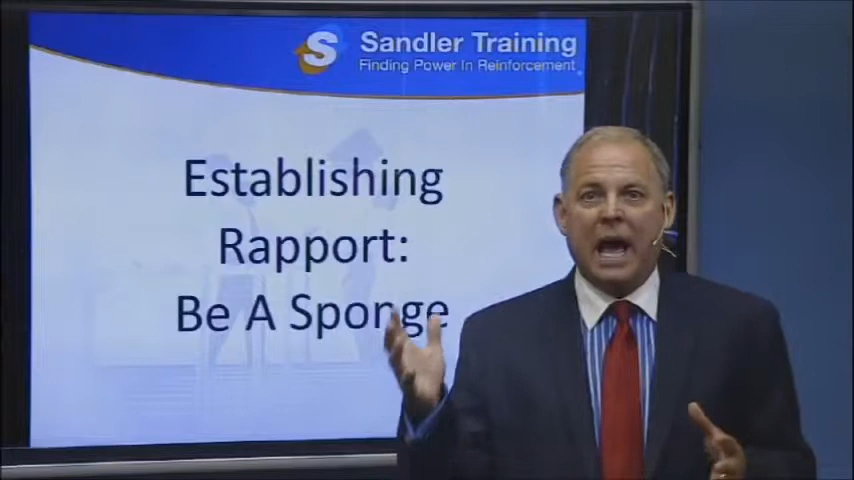 S
Sandler Training
Finding Power In Reinforcement
Establishing
Rapport:
Be A Sponge